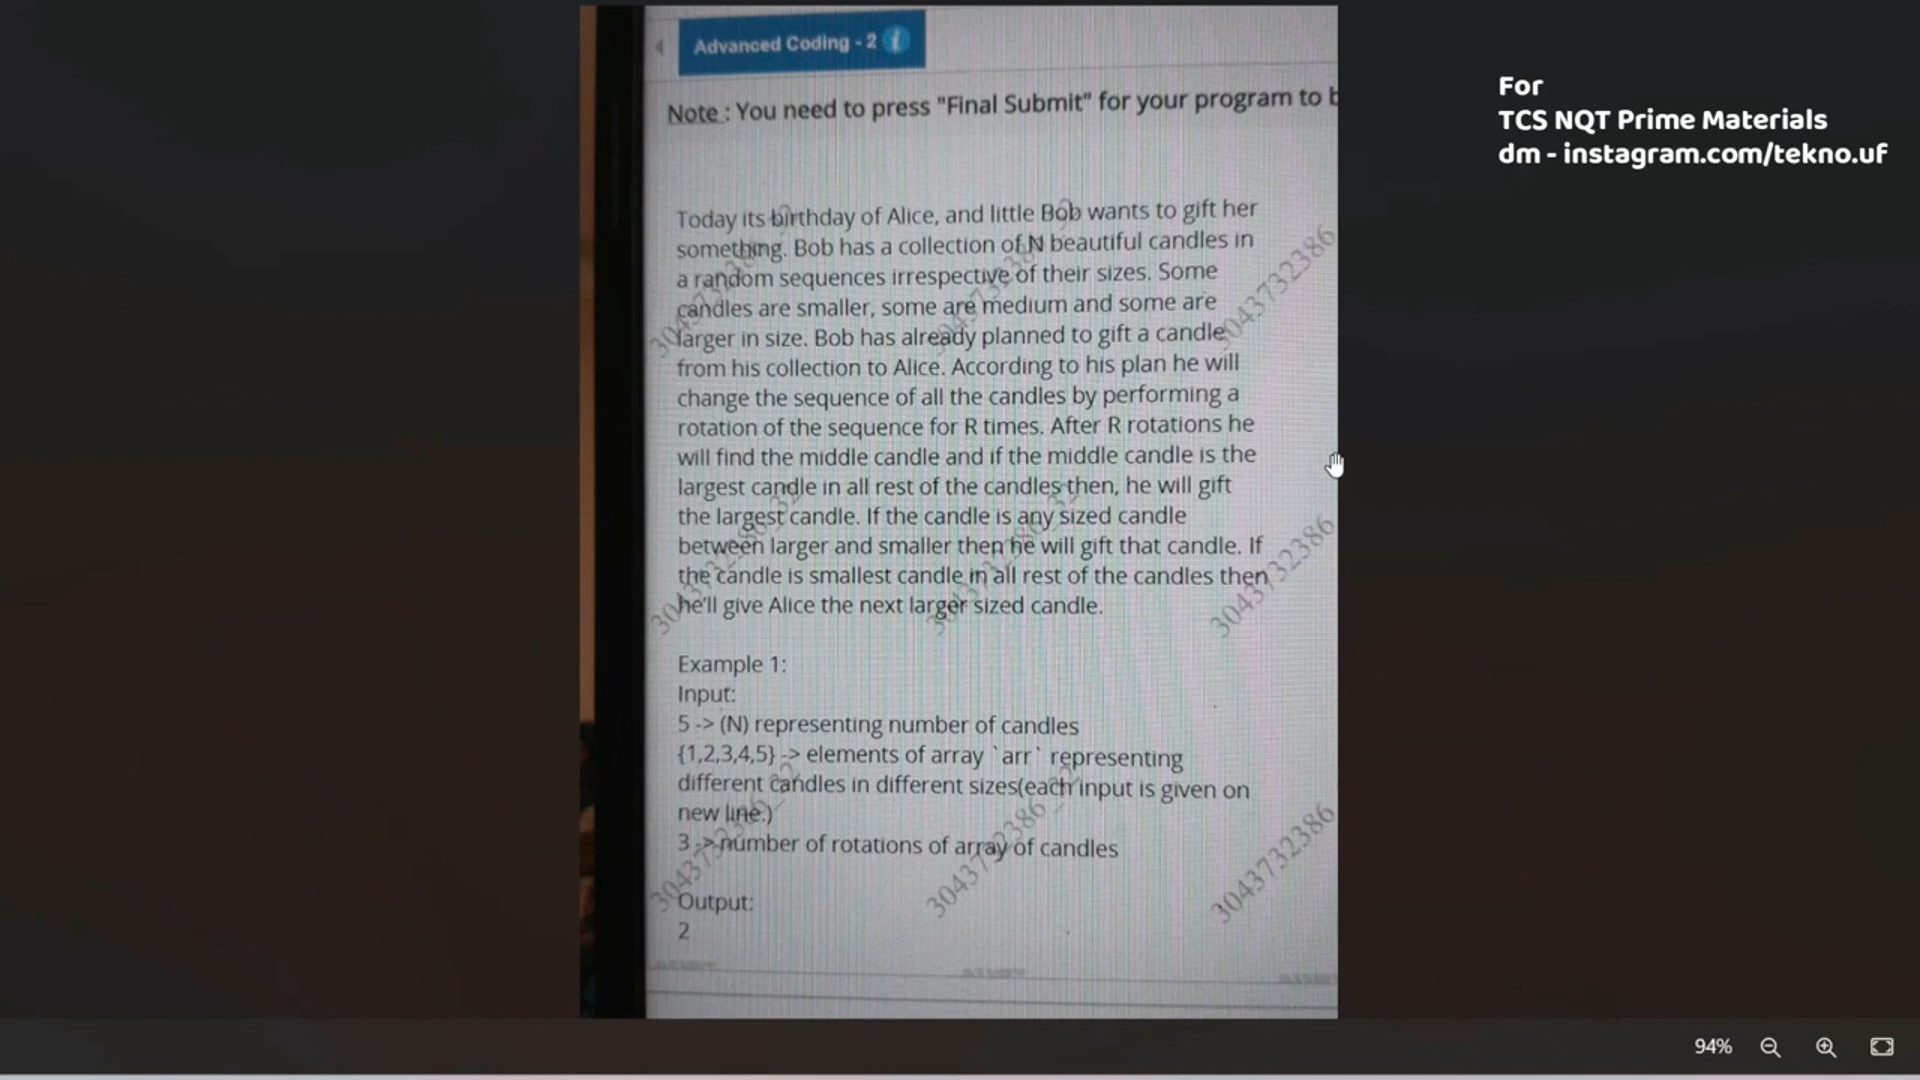 Advanced Coding - 2 i
For
TCS NQT Prime Materials
dm - instagram.com/tekno.uf
Note : You need to press "Final Submit" for your program to b
Today its birthday of Alice, and little Bob wants to gift her
something. Bob has a collection of N beautiful candles in
a random sequences irrespective of their sizes. Some
candles are smaller, some are medium and some are
larger in size. Bob has already planned to gift a candle
from his collection to Alice. According to his plan he will
change the sequence of all the candles by performing a
rotation of the sequence for R times. After R rotations he
will find the middle candle and if the middle candle is the
largest candle in all rest of the candles then, he will gift
the largest candle. If the candle is any sized candle
between larger and smaller then he will gift that candle. If
the candle is smallest candle in all rest of the candles then
he'll give Alice the next larger sized candle.
Example 1:
Input:
5 -> (N) representing number of candles
{1,2,3,4,5} -> elements of array `arr` representing
different candles in different sizes(each input is given on
new line.)
3 -> number of rotations of array of candles
Output:
2
3043732386
3043732386
3043732386
3043732386
3043732386
94%